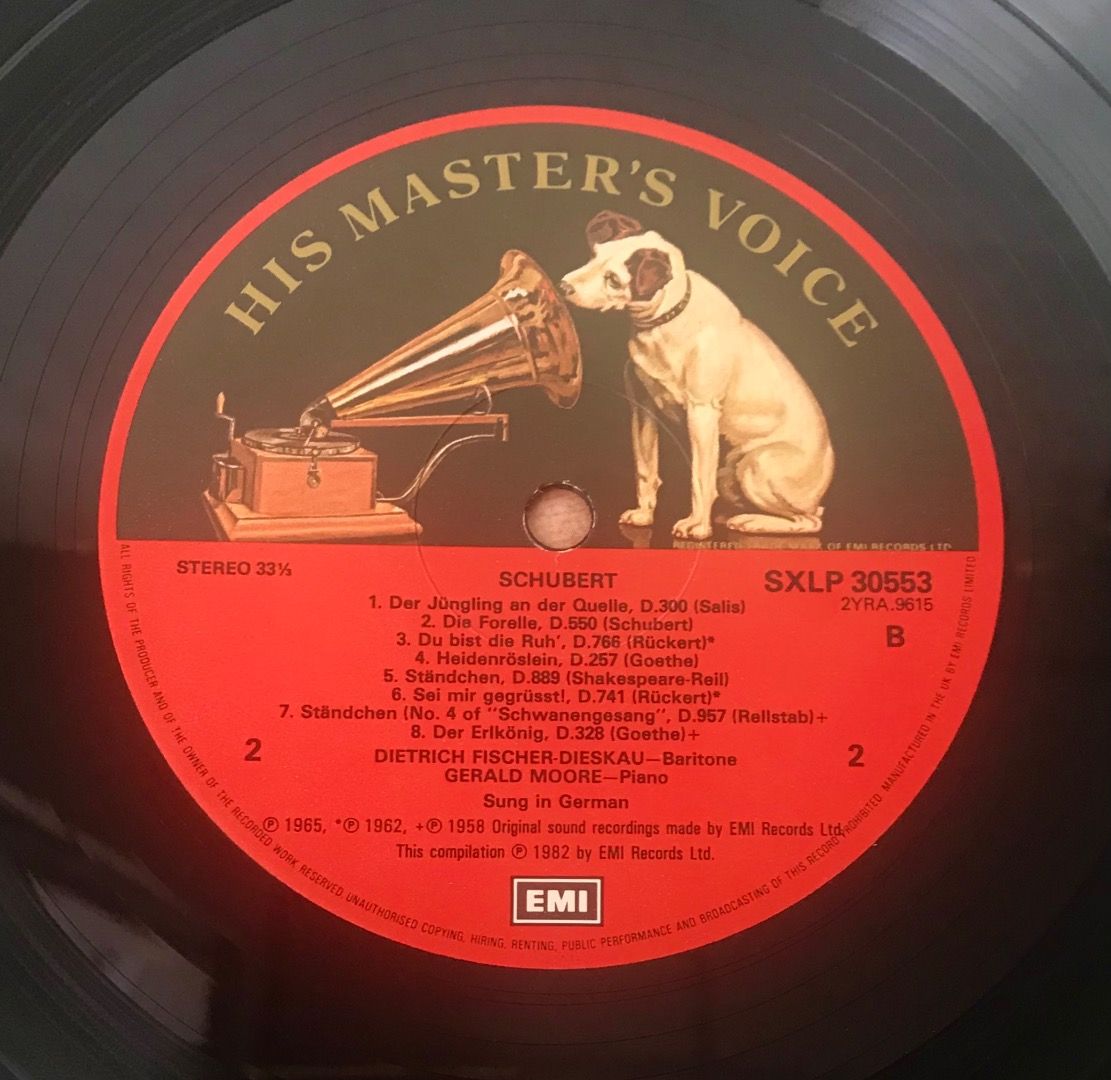 HIS MASTER'S VOICE
REGISTERED TRADE MARK OF EMI RECORDS LTD
STEREO 33⅓
SCHUBERT
SXLP 30553
2YRA.9615
B
1. Der Jüngling an der Quelle, D.300 (Salis)
2. Die Forelle, D.550 (Schubert)
3. Du bist die Ruh', D.766 (Rückert)*
4. Heidenröslein, D.257 (Goethe)
5. Ständchen, D.889 (Shakespeare-Reil)
6. Sei mir gegrüsst!, D.741 (Rückert)*
7. Ständchen (No. 4 of "Schwanengesang", D.957 (Rellstab)+
8. Der Erlkönig, D.328 (Goethe)+
2
2
DIETRICH FISCHER-DIESKAU—Baritone
GERALD MOORE—Piano
Sung in German
℗ 1965, *℗ 1962, +℗ 1958 Original sound recordings made by EMI Records Ltd.
This compilation ℗ 1982 by EMI Records Ltd.
EMI
ALL RIGHTS OF THE PRODUCER AND OF THE OWNER OF THE RECORDED WORK RESERVED. UNAUTHORISED COPYING, HIRING, RENTING, PUBLIC PERFORMANCE AND BROADCASTING OF THIS RECORD PROHIBITED. MANUFACTURED IN THE UK BY EMI RECORDS LIMITED